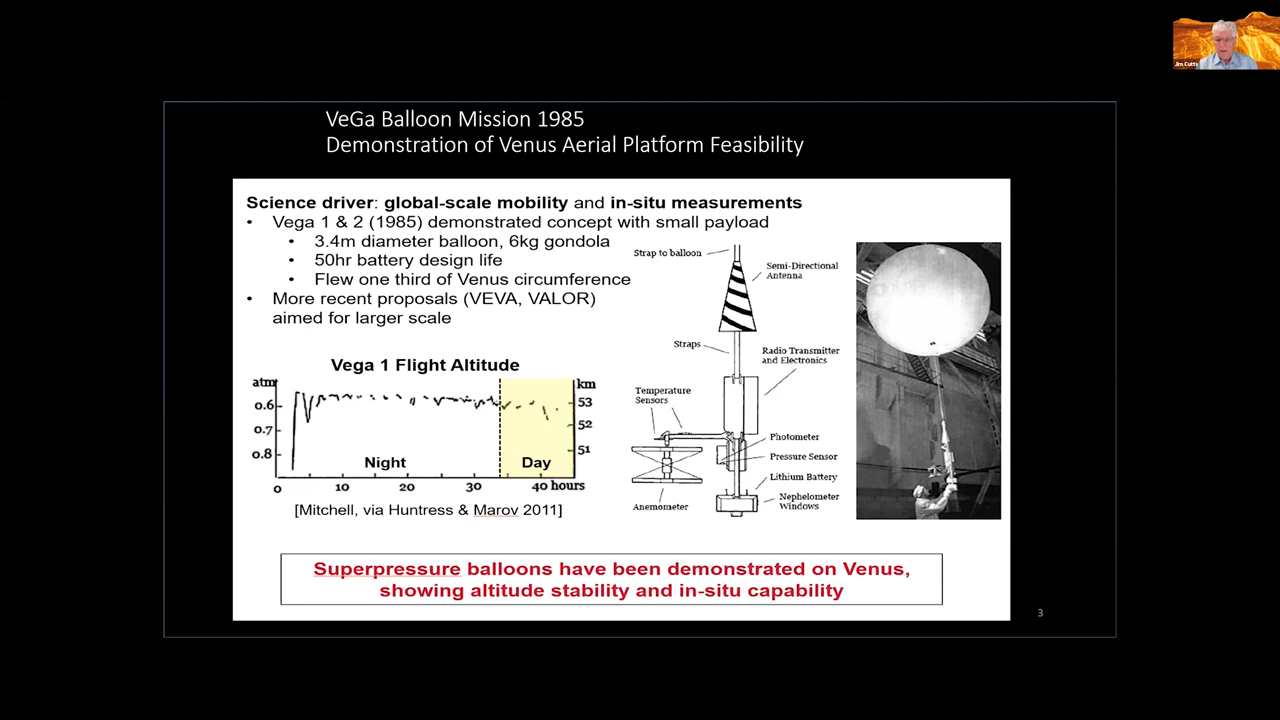 Jim Cutts
VeGa Balloon Mission 1985
Demonstration of Venus Aerial Platform Feasibility
Science driver: global-scale mobility and in-situ measurements
• Vega 1 & 2 (1985) demonstrated concept with small payload
• 3.4m diameter balloon, 6kg gondola
• 50hr battery design life
• Flew one third of Venus circumference
• More recent proposals (VEVA, VALOR)
aimed for larger scale
Vega 1 Flight Altitude
atm
km
0.6
53
0.7
52
0.8
51
Night
Day
0 10 20 30 40 hours
[Mitchell, via Huntress & Marov 2011]
Strap to balloon
Semi-Directional
Antenna
Straps
Radio Transmitter
and Electronics
Temperature
Sensors
Photometer
Pressure Sensor
Lithium Battery
Anemometer
Nephelometer
Windows
Superpressure balloons have been demonstrated on Venus,
showing altitude stability and in-situ capability
3